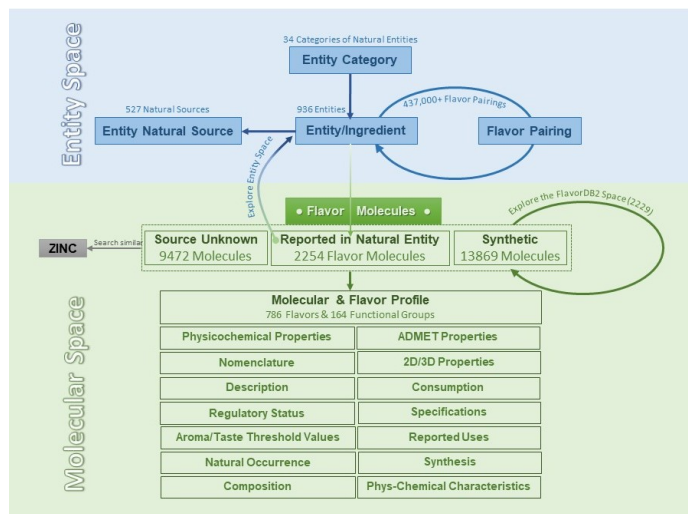 Entity Space
34 Categories of Natural Entities
Entity Category
527 Natural Sources
Entity Natural Source
936 Entities
Entity/Ingredient
437,000+ Flavor Pairings
Flavor Pairing
Explore Entity Space
• Flavor Molecules •
Explore the FlavorDB2 Space (2229)
ZINC
Search similar
Source Unknown
9472 Molecules
Reported in Natural Entity
2254 Flavor Molecules
Synthetic
13869 Molecules
Molecular Space
Molecular & Flavor Profile
786 Flavors & 164 Functional Groups
Physicochemical Properties
ADMET Properties
Nomenclature
2D/3D Properties
Description
Consumption
Regulatory Status
Specifications
Aroma/Taste Threshold Values
Reported Uses
Natural Occurrence
Synthesis
Composition
Phys-Chemical Characteristics